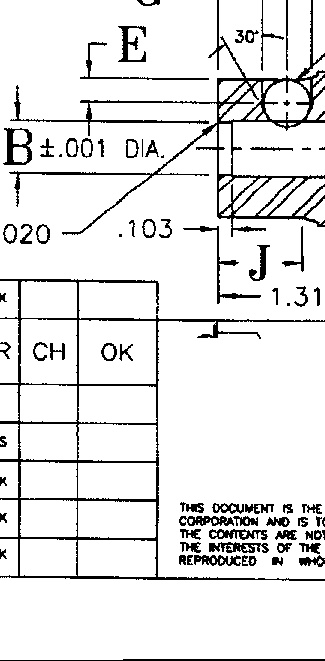 30°
E
B ±.001 DIA.
020
.103
J
1.31
R CH OK
THIS DOCUMENT IS THE
CORPORATION AND IS TO
THE CONTENTS ARE NOT
THE INTERESTS OF THE
REPRODUCED IN WHO